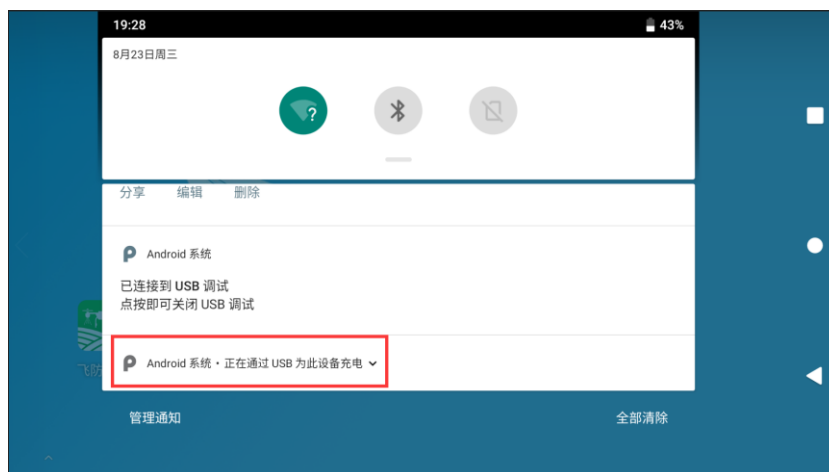 19:28
43%
8月23日周三
分享 编辑 删除
Android 系统
已连接到 USB 调试
点按即可关闭 USB 调试
Android 系统 · 正在通过 USB 为此设备充电
飞防
管理通知
全部清除